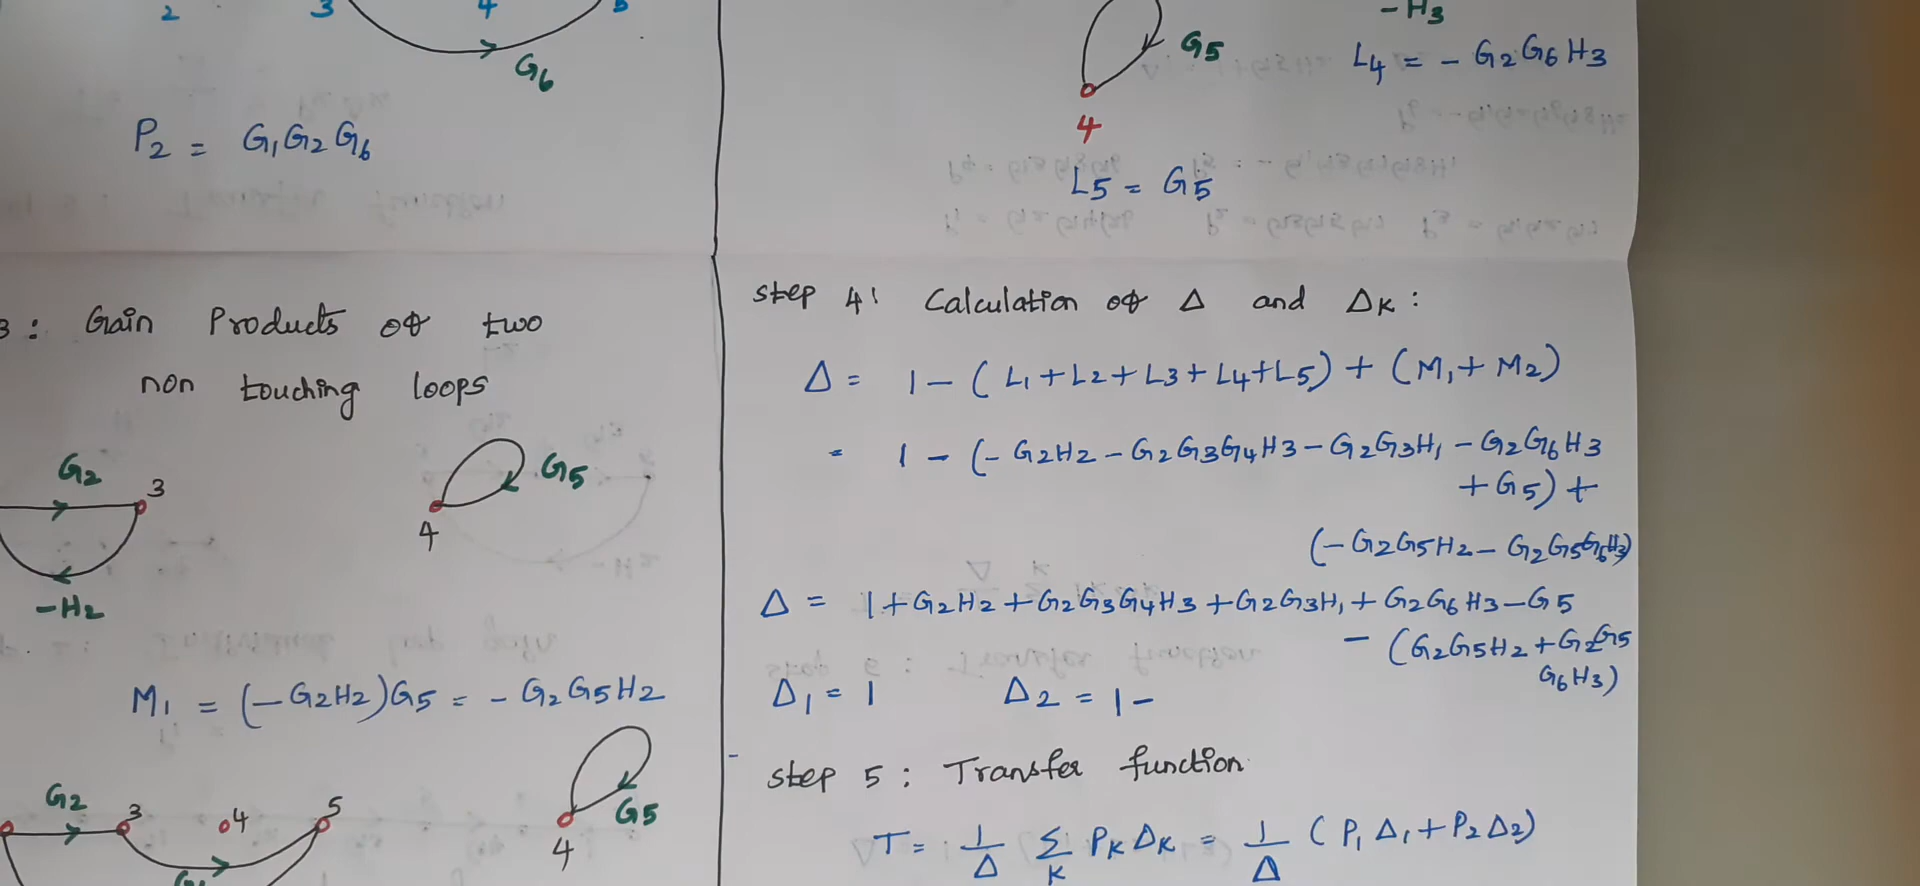 2 3 4 5
G6
P2 = G1G2G6
3: Gain Products of two
non touching loops
G2
3
G5
4
-H2
M1 = (-G2H2)G5 = - G2G5H2
G2
3
4
5
G5
4
-H3
G5
L4 = - G2G6H3
4
L5 = G5
step 4: Calculation of Δ and ΔK :
Δ = 1 - (L1+L2+L3+L4+L5) + (M1+M2)
= 1 - (-G2H2-G2G3G4H3-G2G3H1-G2G6H3
+G5) +
(-G2G5H2-G2G5G6H3)
Δ = 1+G2H2+G2G3G4H3+G2G3H1+G2G6H3-G5
- (G2G5H2+G2G5
G6H3)
Δ1 = 1 Δ2 = 1-
step 5: Transfer function
T = 1/Δ Σ K PK ΔK = 1/Δ (P1Δ1+P2Δ2)